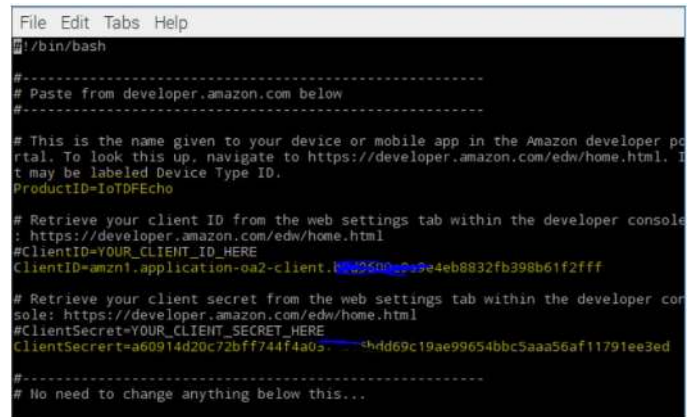 File Edit Tabs Help
#!/bin/bash
#------------------------------------------------------
# Paste from developer.amazon.com below
#------------------------------------------------------
# This is the name given to your device or mobile app in the Amazon developer po
rtal. To look this up, navigate to https://developer.amazon.com/edw/home.html. I
t may be labeled Device Type ID.
ProductID=IoTDFEcho
# Retrieve your client ID from the web settings tab within the developer console
: https://developer.amazon.com/edw/home.html
#ClientID=YOUR_CLIENT_ID_HERE
ClientID=amzn1.application-oa2-client.
# Retrieve your client secret from the web settings tab within the developer con
sole: https://developer.amazon.com/edw/home.html
#ClientSecret=YOUR_CLIENT_SECRET_HERE
ClientSecrert=
#------------------------------------------------------
# No need to change anything below this...